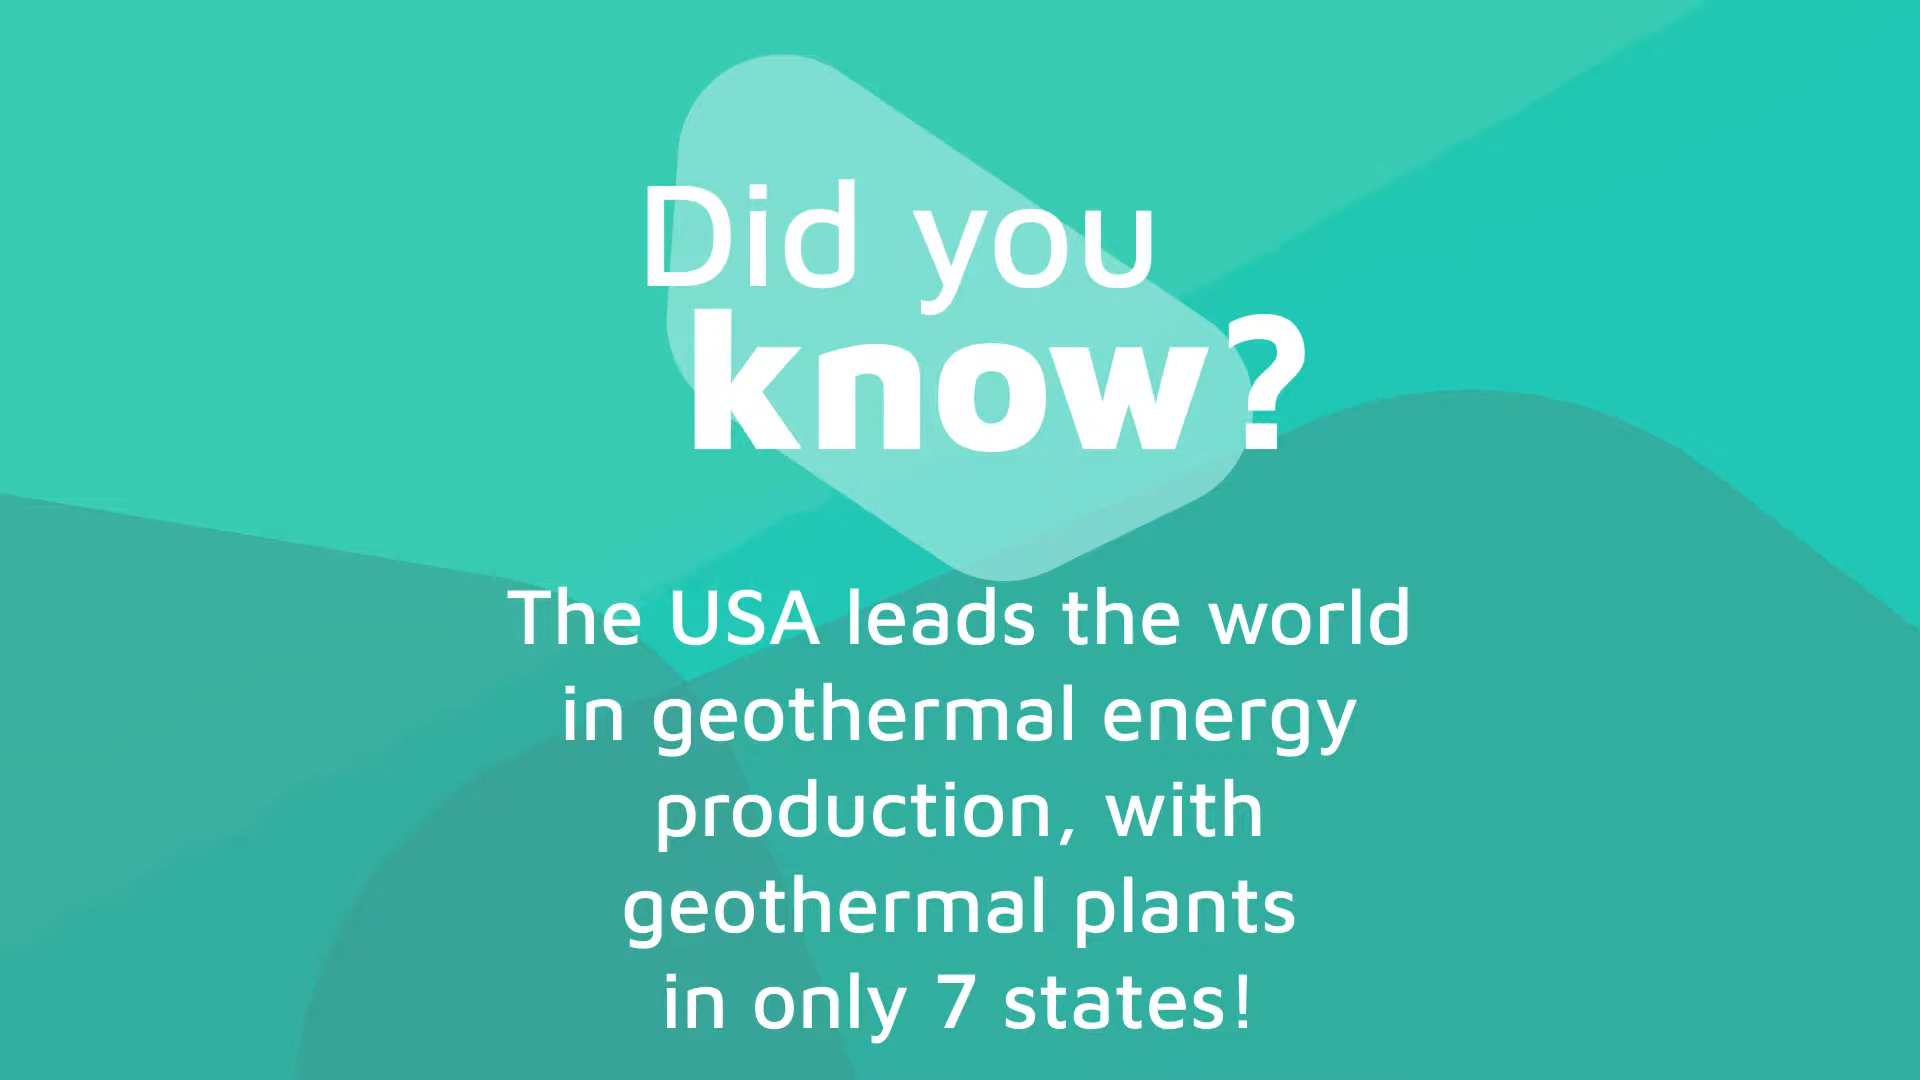 Did you
know?
The USA leads the world
in geothermal energy
production, with
geothermal plants
in only 7 states!